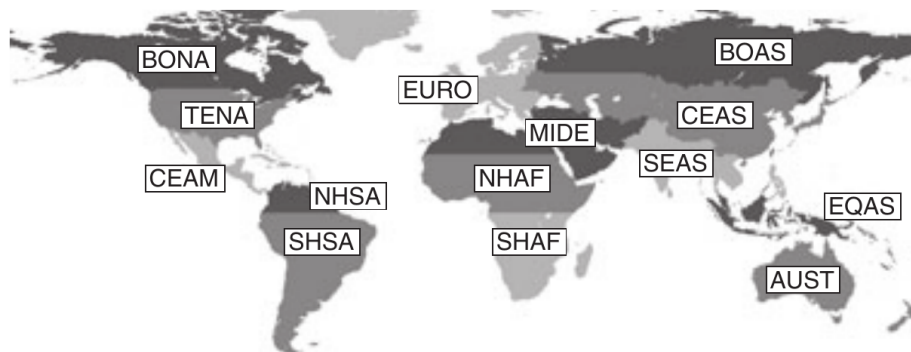 BONA
BOAS
EURO
TENA
CEAS
MIDE
SEAS
CEAM
NHAF
NHSA
EQAS
SHSA
SHAF
AUST